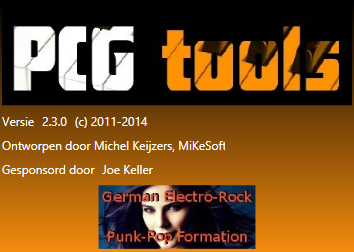 PCG tools
Versie 2.3.0 (c) 2011-2014
Ontworpen door Michel Keijzers, MiKeSoft
Gesponsord door Joe Keller
German Electro-Rock
Punk-Pop Formation